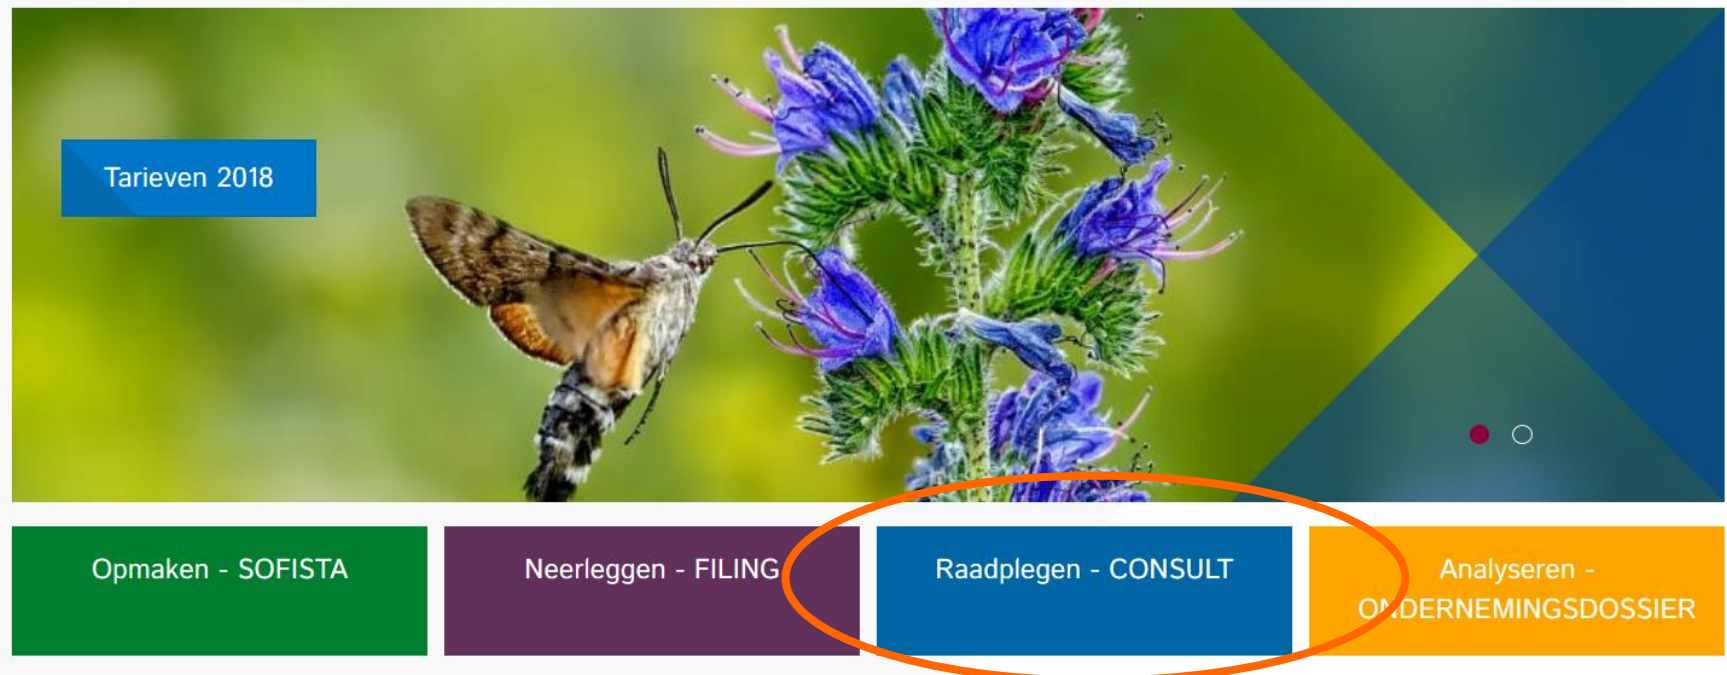 Tarieven 2018
Opmaken - SOFISTA
Neerleggen - FILING
Raadplegen - CONSULT
Analyseren -
ONDERNEMINGSDOSSIER